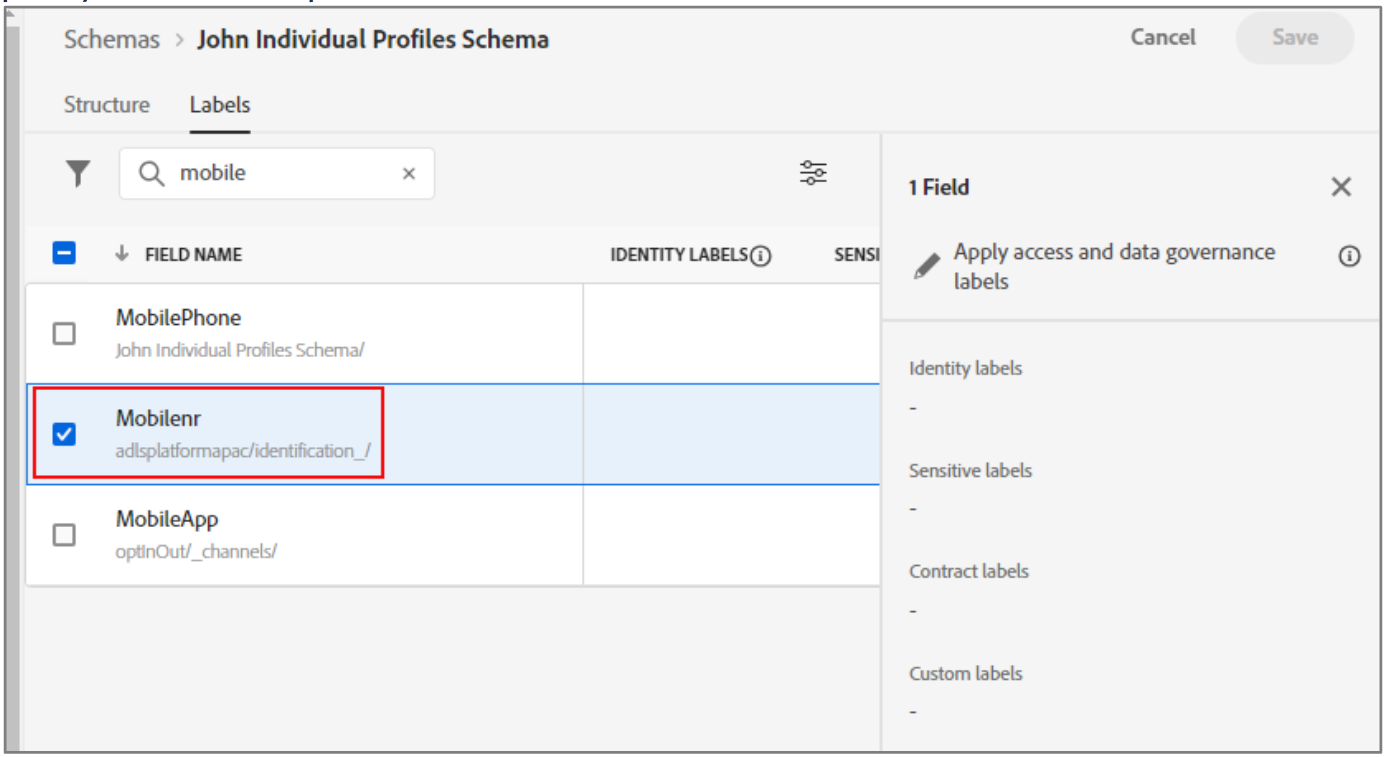 Schemas > John Individual Profiles Schema
Cancel
Save
Structure
Labels
mobile
1 Field
Apply access and data governance
labels
FIELD NAME
IDENTITY LABELS
SENSI
MobilePhone
John Individual Profiles Schema/
Mobilenr
adlsplatformapac/identification_/
MobileApp
optInOut/_channels/
Identity labels
-
Sensitive labels
-
Contract labels
-
Custom labels
-